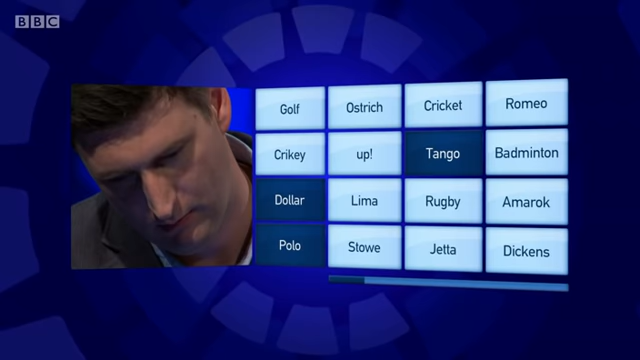 BBC
Golf
Ostrich
Cricket
Romeo
Crikey
up!
Tango
Badminton
Dollar
Lima
Rugby
Amarok
Polo
Stowe
Jetta
Dickens